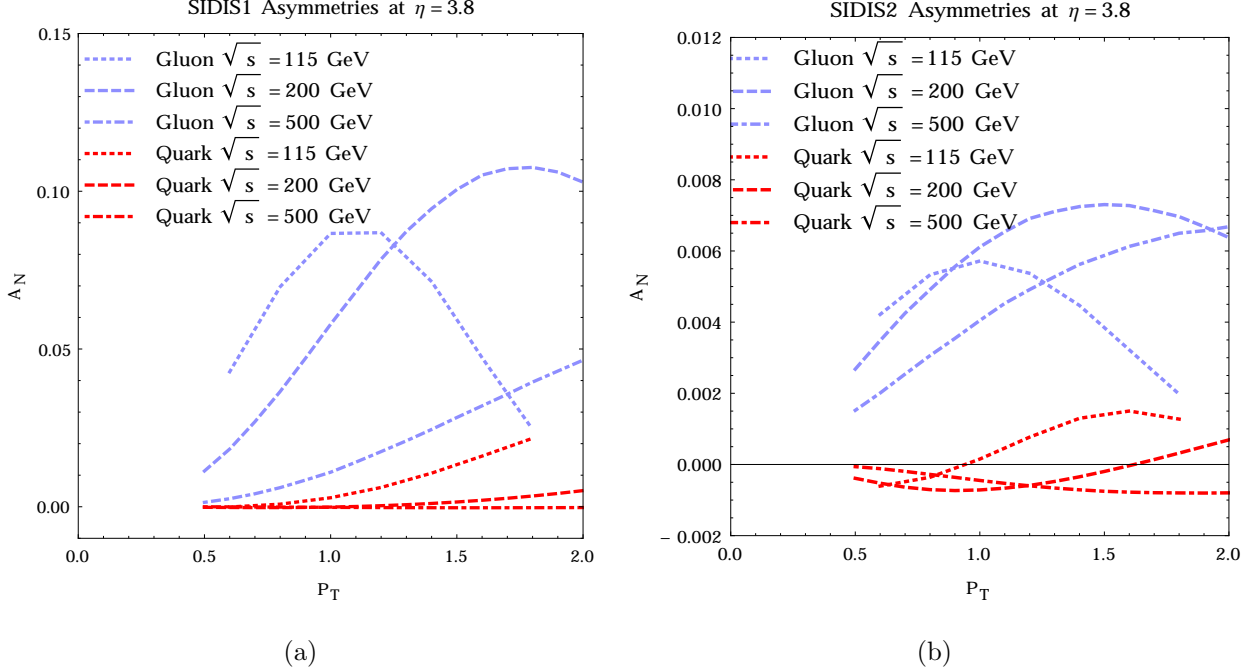 SIDIS1 Asymmetries at η = 3.8
0.15
Gluon √s = 115 GeV
Gluon √s = 200 GeV
Gluon √s = 500 GeV
Quark √s = 115 GeV
Quark √s = 200 GeV
Quark √s = 500 GeV
0.10
A_N
0.05
0.00
0.0 0.5 1.0 1.5 2.0
P_T
(a)
SIDIS2 Asymmetries at η = 3.8
0.012
Gluon √s = 115 GeV
0.010
Gluon √s = 200 GeV
Gluon √s = 500 GeV
Quark √s = 115 GeV
0.008
Quark √s = 200 GeV
Quark √s = 500 GeV
0.006
A_N
0.004
0.002
0.000
− 0.002
0.0 0.5 1.0 1.5 2.0
P_T
(b)